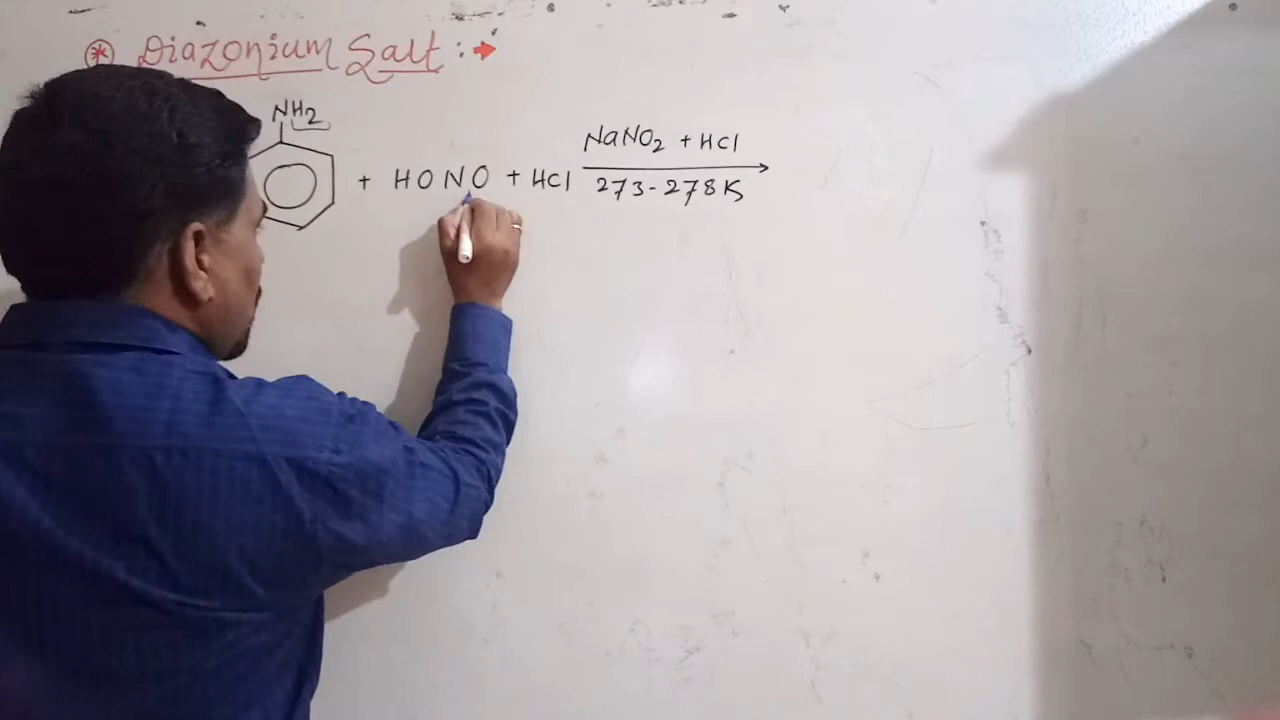 * Diazonium Salt : →
NH2
+ HONO + HCl
NaNO2 + HCl
273-278K